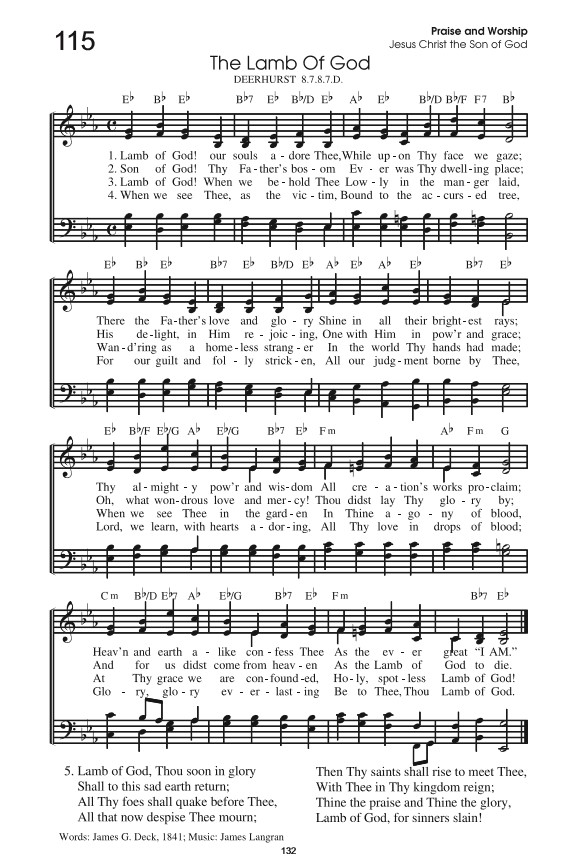 115
Praise and Worship
Jesus Christ the Son of God
The Lamb Of God
DEERHURST 8.7.8.7.D.
E♭ B♭ E♭ B♭7 E♭ B♭/D E♭ A♭ E♭ B♭/D B♭/F F7 B♭
1. Lamb of God! our souls a - dore Thee, While up - on Thy face we gaze;
2. Son of God! Thy Fa - ther's bos - om Ev - er was Thy dwell - ing place;
3. Lamb of God! When we be - hold Thee Low - ly in the man - ger laid,
4. When we see Thee, as the vic - tim, Bound to the ac - curs - ed tree,
E♭ B♭ E♭ B♭7 E♭ B♭/D E♭ A♭ E♭ A♭ E♭ B♭7 E♭
There the Fa - ther's love and glo - ry Shine in all their bright - est rays;
His de - light, in Him re - joic - ing, One with Him in pow'r and grace;
Wan - d'ring as a home - less strang - er In the world Thy hands had made;
For our guilt and fol - ly strick - en, All our judg - ment borne by Thee,
E♭ B♭/F E♭/G A♭ E♭/G B♭7 E♭ F m A♭ F m G
Thy al - might - y pow'r and wis - dom All cre - a - tion's works pro - claim;
Oh, what won - drous love and mer - cy! Thou didst lay Thy glo - ry by;
When we see Thee in the gard - en In Thine a - go - ny of blood,
Lord, we learn, with hearts a - dor - ing, All Thy love in drops of blood;
C m B♭/D E♭7 A♭ E♭/G B♭7 E♭ F m B♭7 E♭
Heav'n and earth a - like con - fess Thee As the ev - er great “I AM.”
And for us didst come from heav - en As the Lamb of God to die.
At Thy grace we are con - found - ed, Ho - ly, spot - less Lamb of God!
Glo - ry, glo - ry ev - er - last - ing Be to Thee, Thou Lamb of God.
5. Lamb of God, Thou soon in glory
Shall to this sad earth return;
All Thy foes shall quake before Thee,
All that now despise Thee mourn;
Then Thy saints shall rise to meet Thee,
With Thee in Thy kingdom reign;
Thine the praise and Thine the glory,
Lamb of God, for sinners slain!
Words: James G. Deck, 1841; Music: James Langran
132